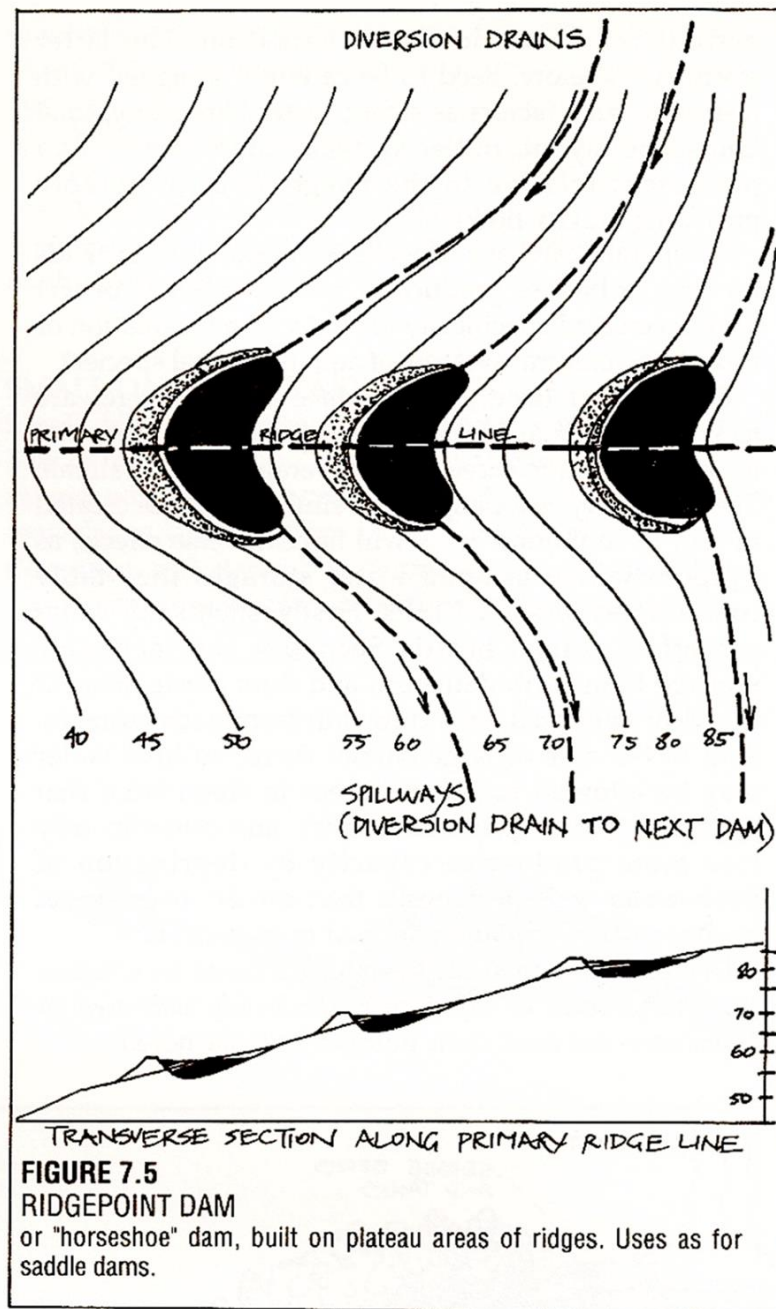 DIVERSION DRAINS
PRIMARY RIDGE LINE
40 45 50 55 60 65 70 75 80 85
SPILLWAYS
(DIVERSION DRAIN TO NEXT DAM)
80
70
60
50
TRANSVERSE SECTION ALONG PRIMARY RIDGE LINE
FIGURE 7.5
RIDGEPOINT DAM
or "horseshoe" dam, built on plateau areas of ridges. Uses as for
saddle dams.